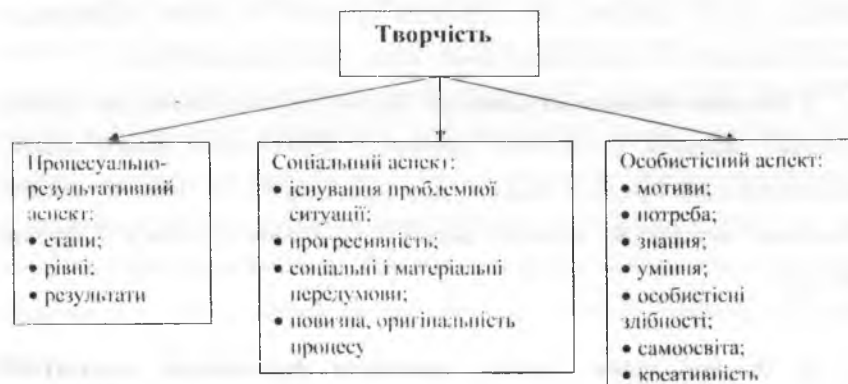 Творчість
Процесуально-
результативний
аспект:
● етапи;
● рівні;
● результати
Соціальний аспект:
● існування проблемної
ситуації;
● прогресивність;
● соціальні і матеріальні
передумови;
● новизна, оригінальність
процесу
Особистісний аспект:
● мотиви;
● потреба;
● знання;
● уміння;
● особистісні
здібності;
● самоосвіта;
● креативність